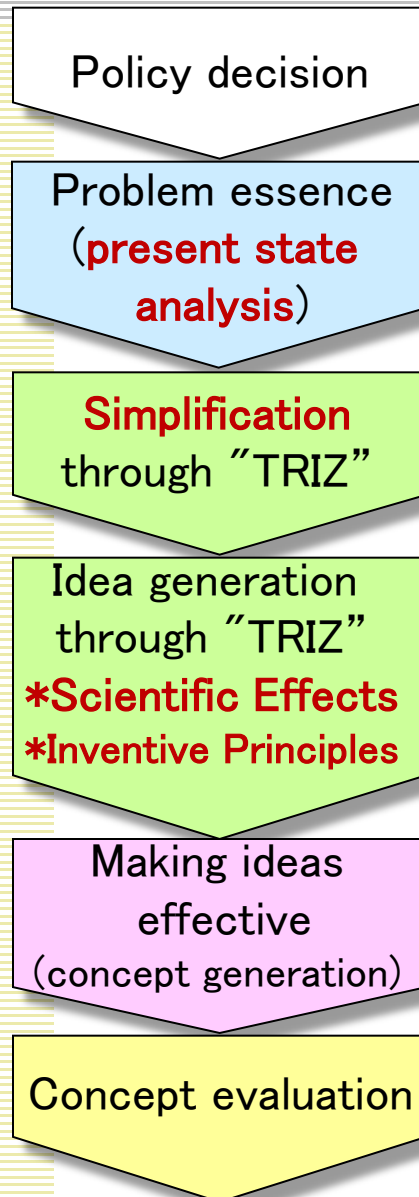 Policy decision
Problem essence
(present state
analysis)
Simplification
through "TRIZ”
Idea generation
through "TRIZ”
*Scientific Effects
*Inventive Principles
Making ideas
effective
(concept generation)
Concept evaluation